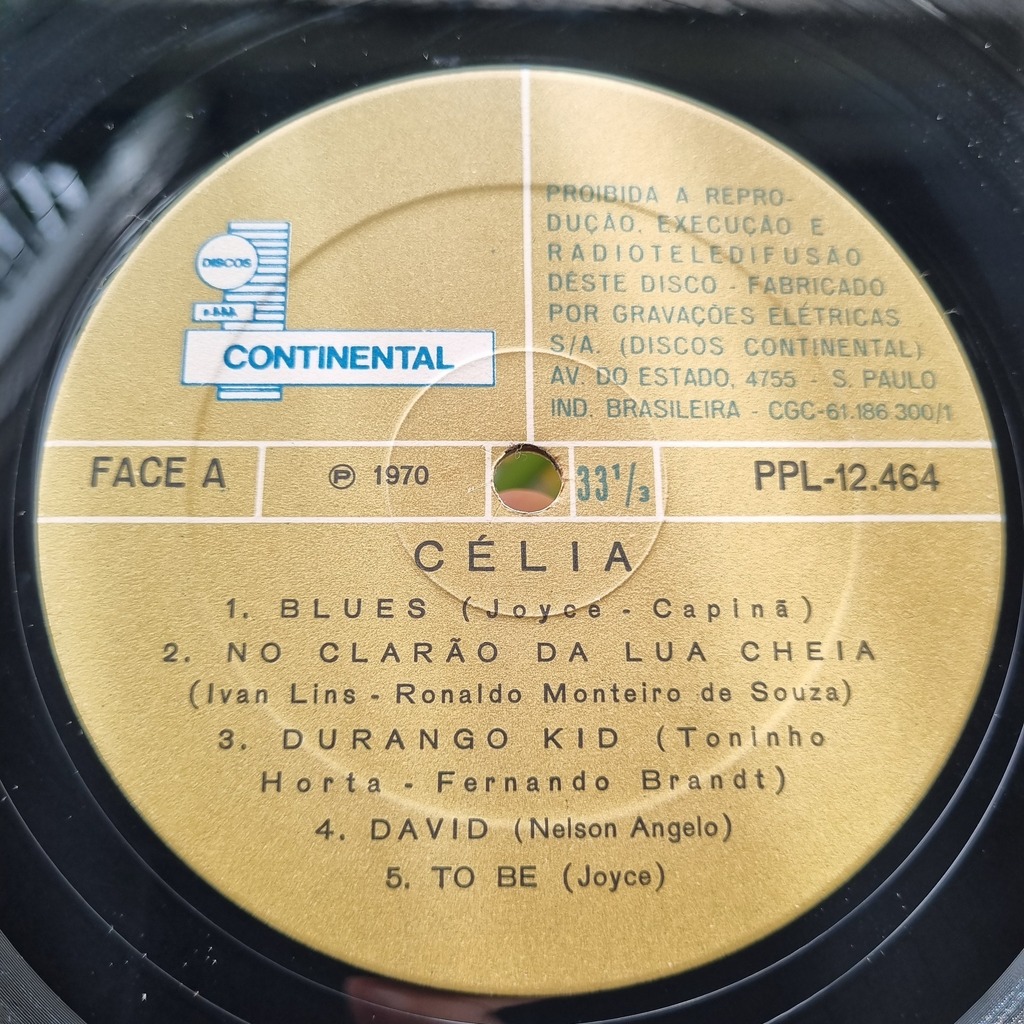 DISCOS
CONTINENTAL
PROIBIDA A REPRO-
DUÇÃO, EXECUÇÃO E
RADIOTELEDIFUSÃO
DÊSTE DISCO - FABRICADO
POR GRAVAÇÕES ELÉTRICAS
S/A. (DISCOS CONTINENTAL)
AV. DO ESTADO, 4755 - S. PAULO
IND. BRASILEIRA - CGC-61.186.300/1
FACE A ℗ 1970 33 1/3 PPL-12.464
CÉLIA
1. BLUES (Joyce - Capinã)
2. NO CLARÃO DA LUA CHEIA
(Ivan Lins - Ronaldo Monteiro de Souza)
3. DURANGO KID (Toninho
Horta - Fernando Brandt)
4. DAVID (Nelson Angelo)
5. TO BE (Joyce)